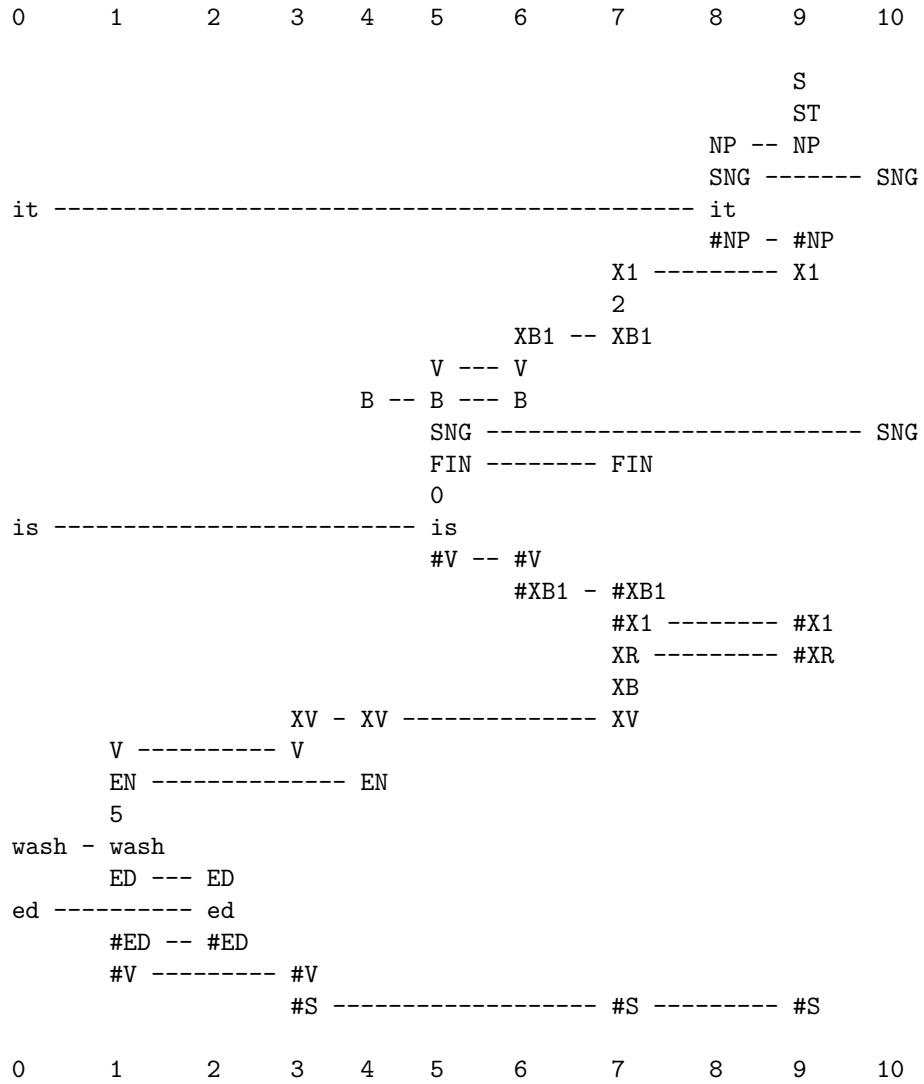 0 1 2 3 4 5 6 7 8 9 10
S
ST
NP -- NP
SNG ------- SNG
it ---------------------------------------------- it
#NP - #NP
X1 --------- X1
2
XB1 -- XB1
V --- V
B -- B --- B
SNG --------------------------- SNG
FIN -------- FIN
0
is -------------------------- is
#V -- #V
#XB1 - #XB1
#X1 -------- #X1
XR --------- #XR
XB
XV - XV -------------- XV
V ---------- V
EN -------------- EN
5
wash - wash
ED --- ED
ed ---------- ed
#ED -- #ED
#V --------- #V
#S ------------------- #S --------- #S
0 1 2 3 4 5 6 7 8 9 10